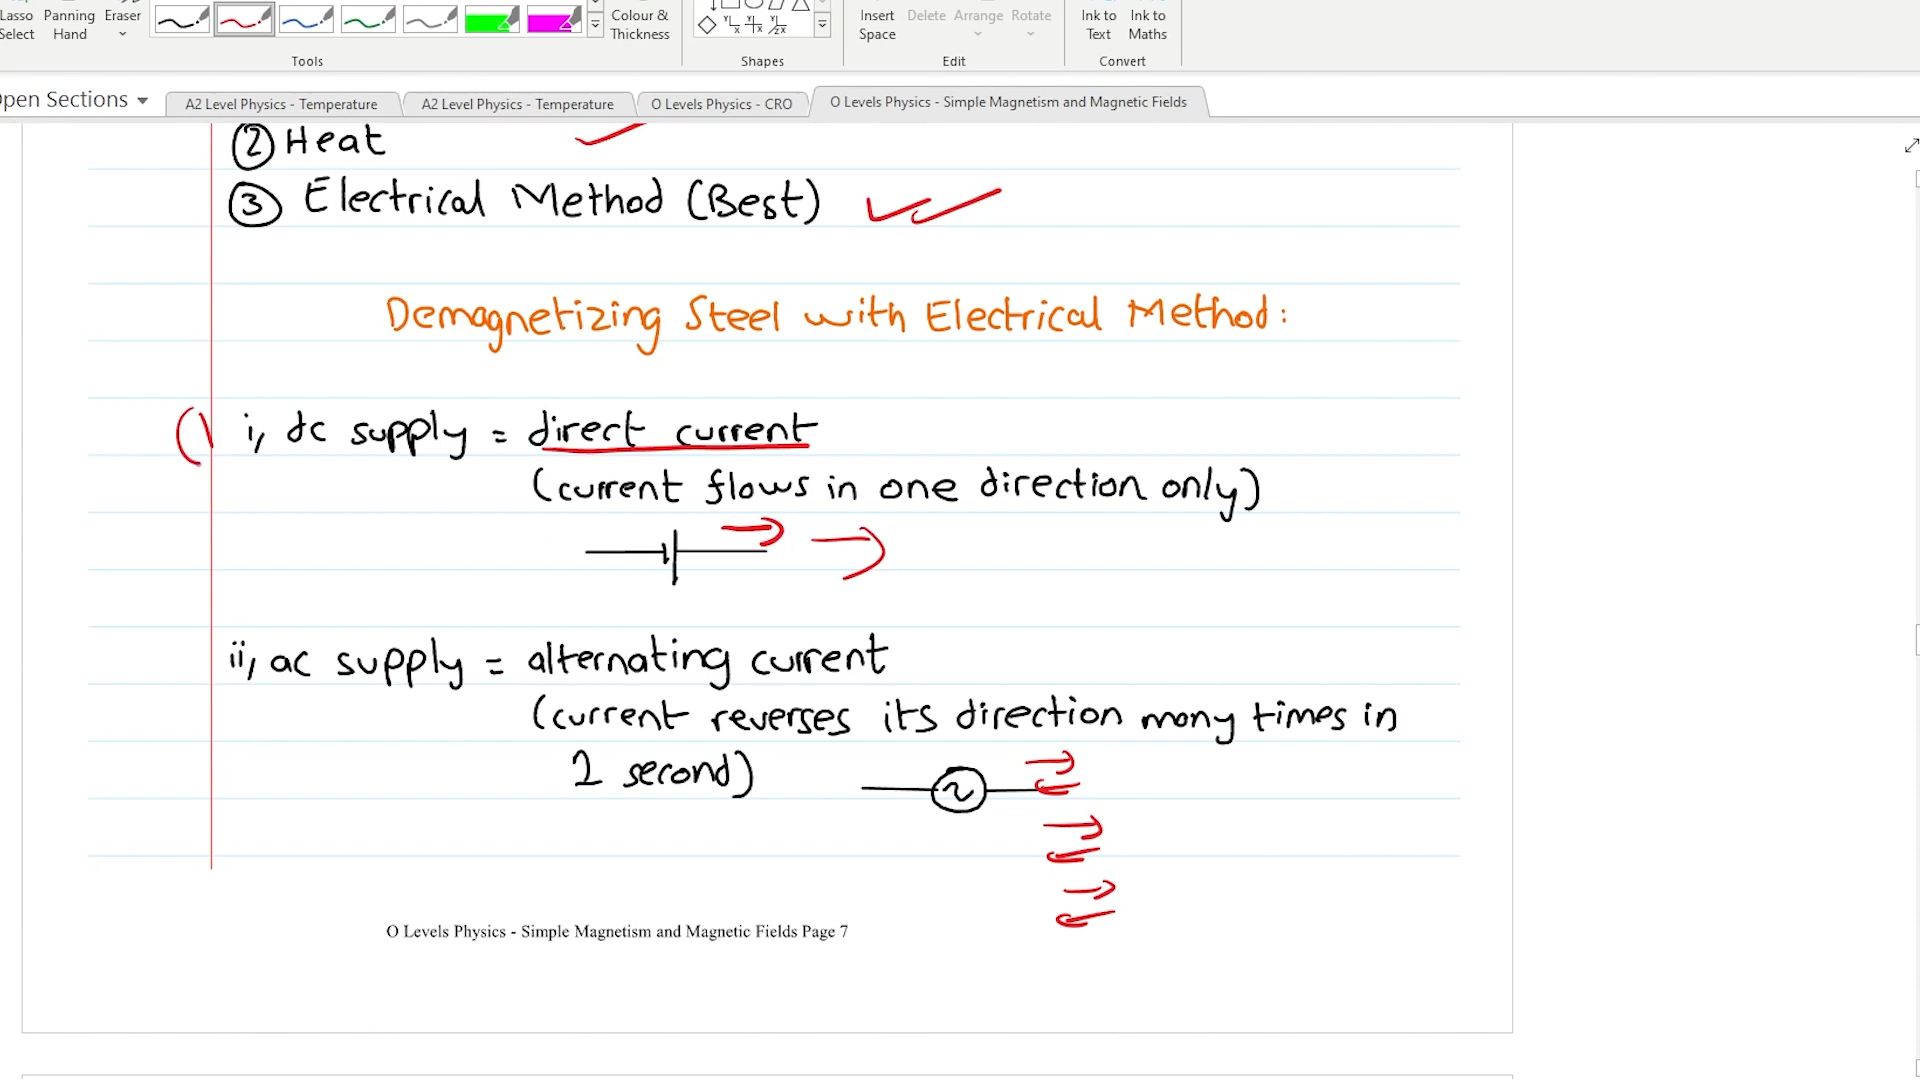 Lasso Select
Panning Hand
Eraser
Colour & Thickness
Insert Space
Delete
Arrange
Rotate
Ink to Text
Ink to Maths
Tools
Shapes
Edit
Convert
Open Sections
A2 Level Physics - Temperature
A2 Level Physics - Temperature
O Levels Physics - CRO
O Levels Physics - Simple Magnetism and Magnetic Fields
② Heat
③ Electrical Method (Best)
Demagnetizing Steel with Electrical Method:
i, dc supply = direct current
(current flows in one direction only)
ii, ac supply = alternating current
(current reverses its direction many times in
1 second)
O Levels Physics - Simple Magnetism and Magnetic Fields Page 7